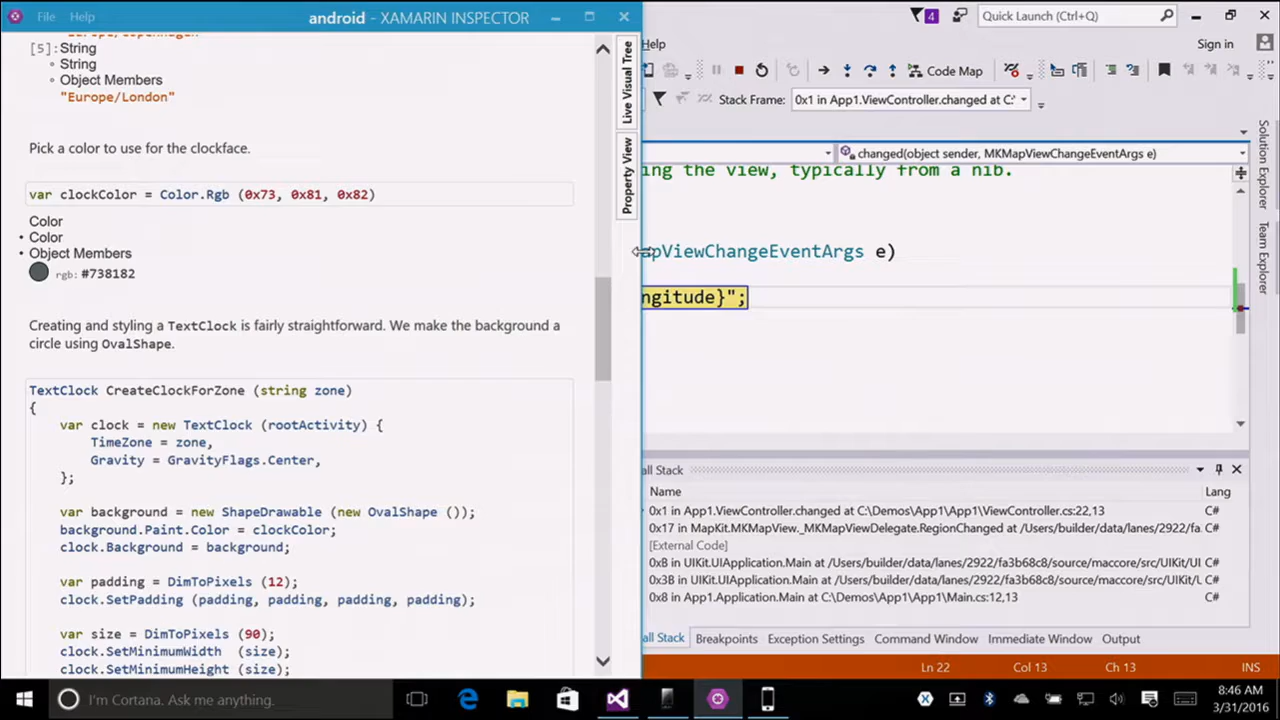 File Help android - XAMARIN INSPECTOR
"Europe/Copenhagen"
[5]: String
String
Object Members
"Europe/London"
Pick a color to use for the clockface.
var clockColor = Color.Rgb (0x73, 0x81, 0x82)
Color
Color
Object Members
rgb: #738182
Creating and styling a TextClock is fairly straightforward. We make the background a
circle using OvalShape.
TextClock CreateClockForZone (string zone)
{
var clock = new TextClock (rootActivity) {
TimeZone = zone,
Gravity = GravityFlags.Center,
};
var background = new ShapeDrawable (new OvalShape ());
background.Paint.Color = clockColor;
clock.Background = background;
var padding = DimToPixels (12);
clock.SetPadding (padding, padding, padding, padding);
var size = DimToPixels (90);
clock.SetMinimumWidth (size);
clock.SetMinimumHeight (size);
Live Visual Tree
Property View
4 Quick Launch (Ctrl+Q)
Help
Sign in
Code Map
Stack Frame: 0x1 in App1.ViewController.changed at C:
changed(object sender, MKMapViewChangeEventArgs e)
ing the view, typically from a nib.
apViewChangeEventArgs e)
ngitude}";
Solution Explorer
Team Explorer
all Stack
Name Lang
0x1 in App1.ViewController.changed at C:\Demos\App1\App1\ViewController.cs:22,13 C#
0x17 in MapKit.MKMapView._MKMapViewDelegate.RegionChanged at /Users/builder/data/lanes/2922/fa C#
[External Code]
0xB in UIKit.UIApplication.Main at /Users/builder/data/lanes/2922/fa3b68c8/source/maccore/src/UIKit/U C#
0x3B in UIKit.UIApplication.Main at /Users/builder/data/lanes/2922/fa3b68c8/source/maccore/src/UIKit/ C#
0x8 in App1.Application.Main at C:\Demos\App1\App1\Main.cs:12,13 C#
all Stack Breakpoints Exception Settings Command Window Immediate Window Output
Ln 22 Col 13 Ch 13 INS
I'm Cortana. Ask me anything.
8:46 AM
3/31/2016